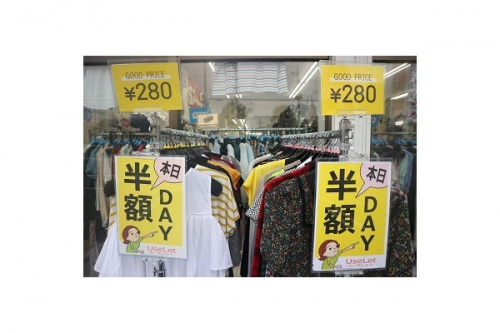 GOOD PRICE
¥280
GOOD PRICE
¥280
本日
半額
DAY
UseLet
本日
半額
DAY
UseLet